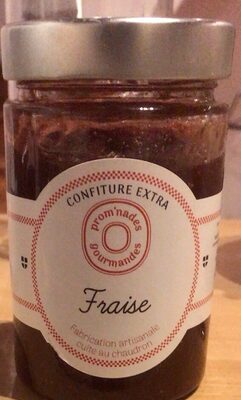 CONFITURE EXTRA
prom'nades
gourmandes
Fraise
Fabrication artisanale
cuite au chaudron